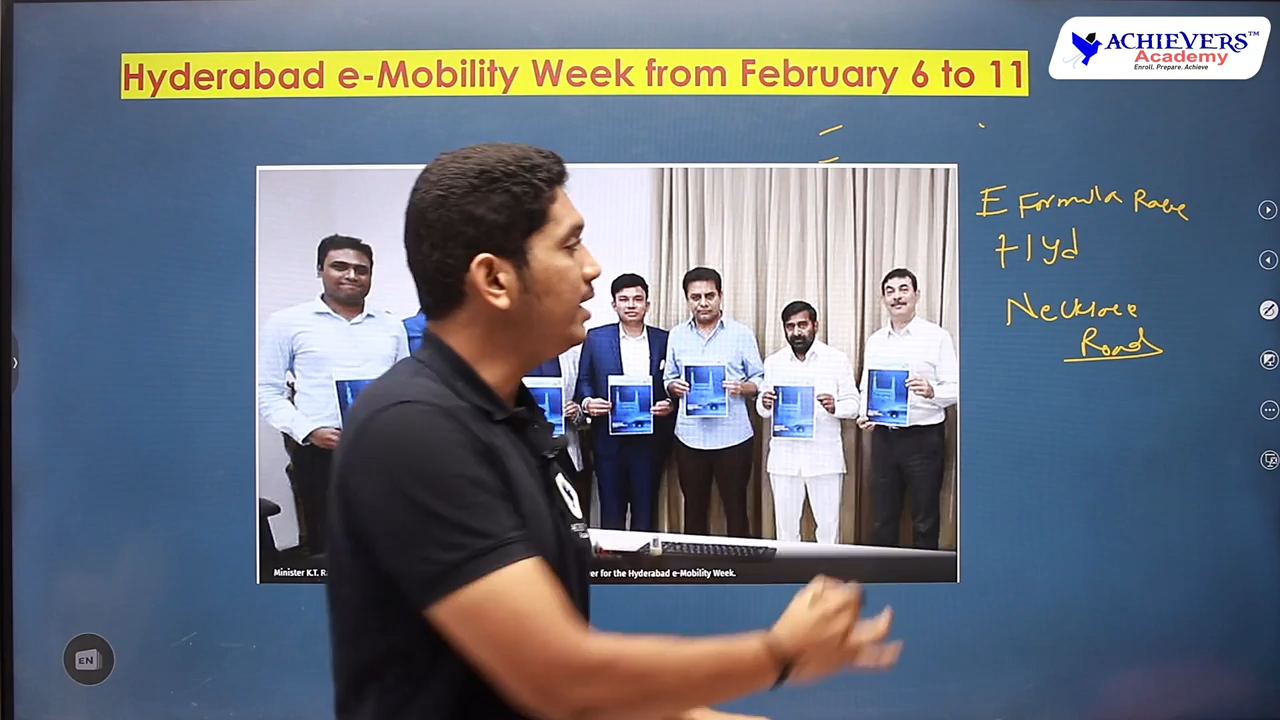 ACHIEVERS™
Academy
Enroll. Prepare. Achieve
Hyderabad e-Mobility Week from February 6 to 11
E Formula Race
Hyd
Necklace
Road
Minister K.T. R
er for the Hyderabad e-Mobility Week.
EN